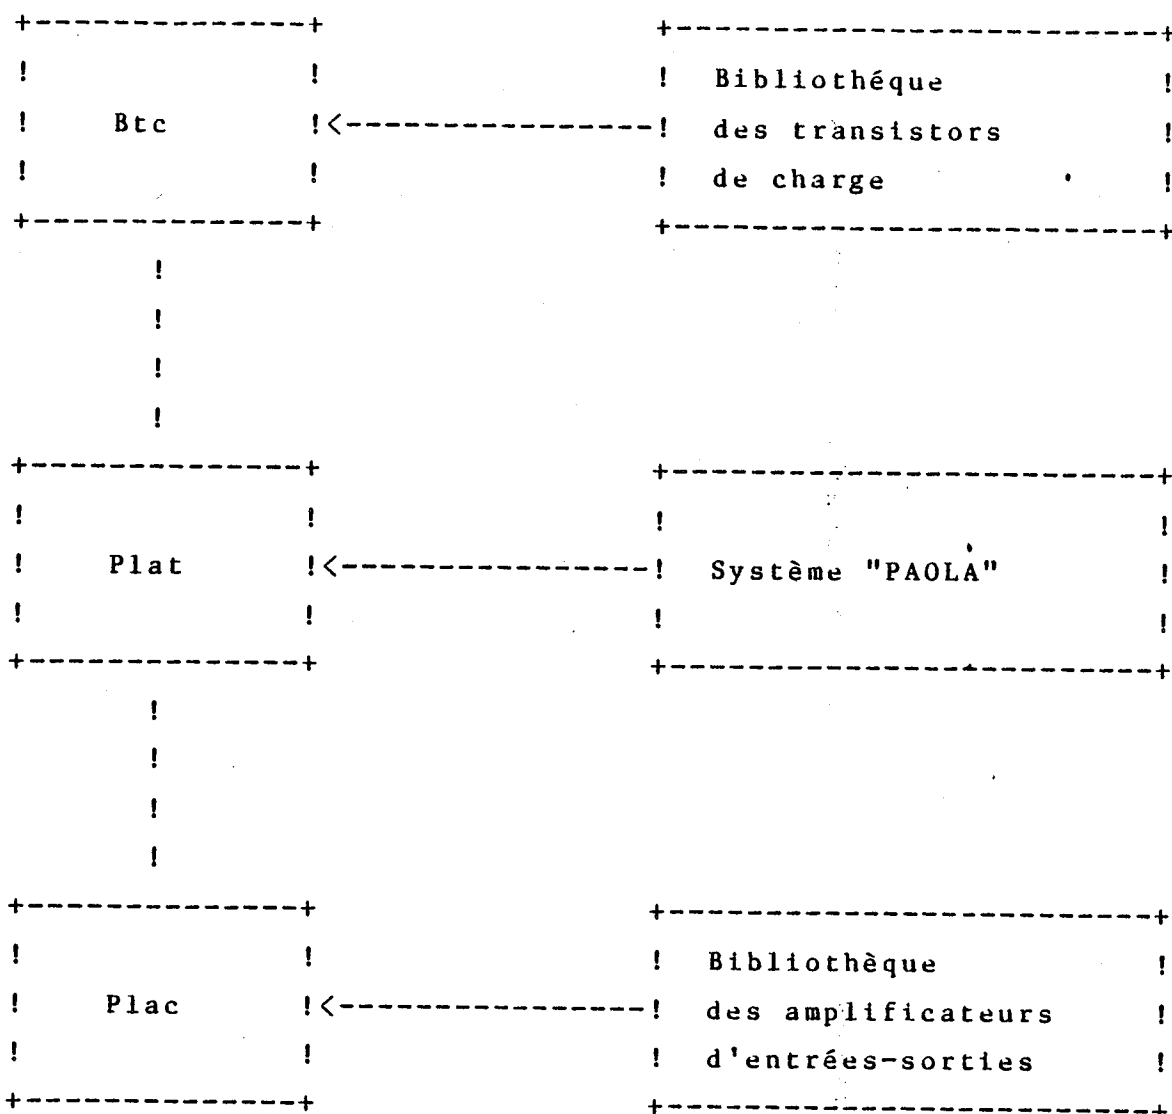 Btc
Bibliothéque
des transistors
de charge
Plat
Système "PAOLA"
Plac
Bibliothèque
des amplificateurs
d'entrées-sorties